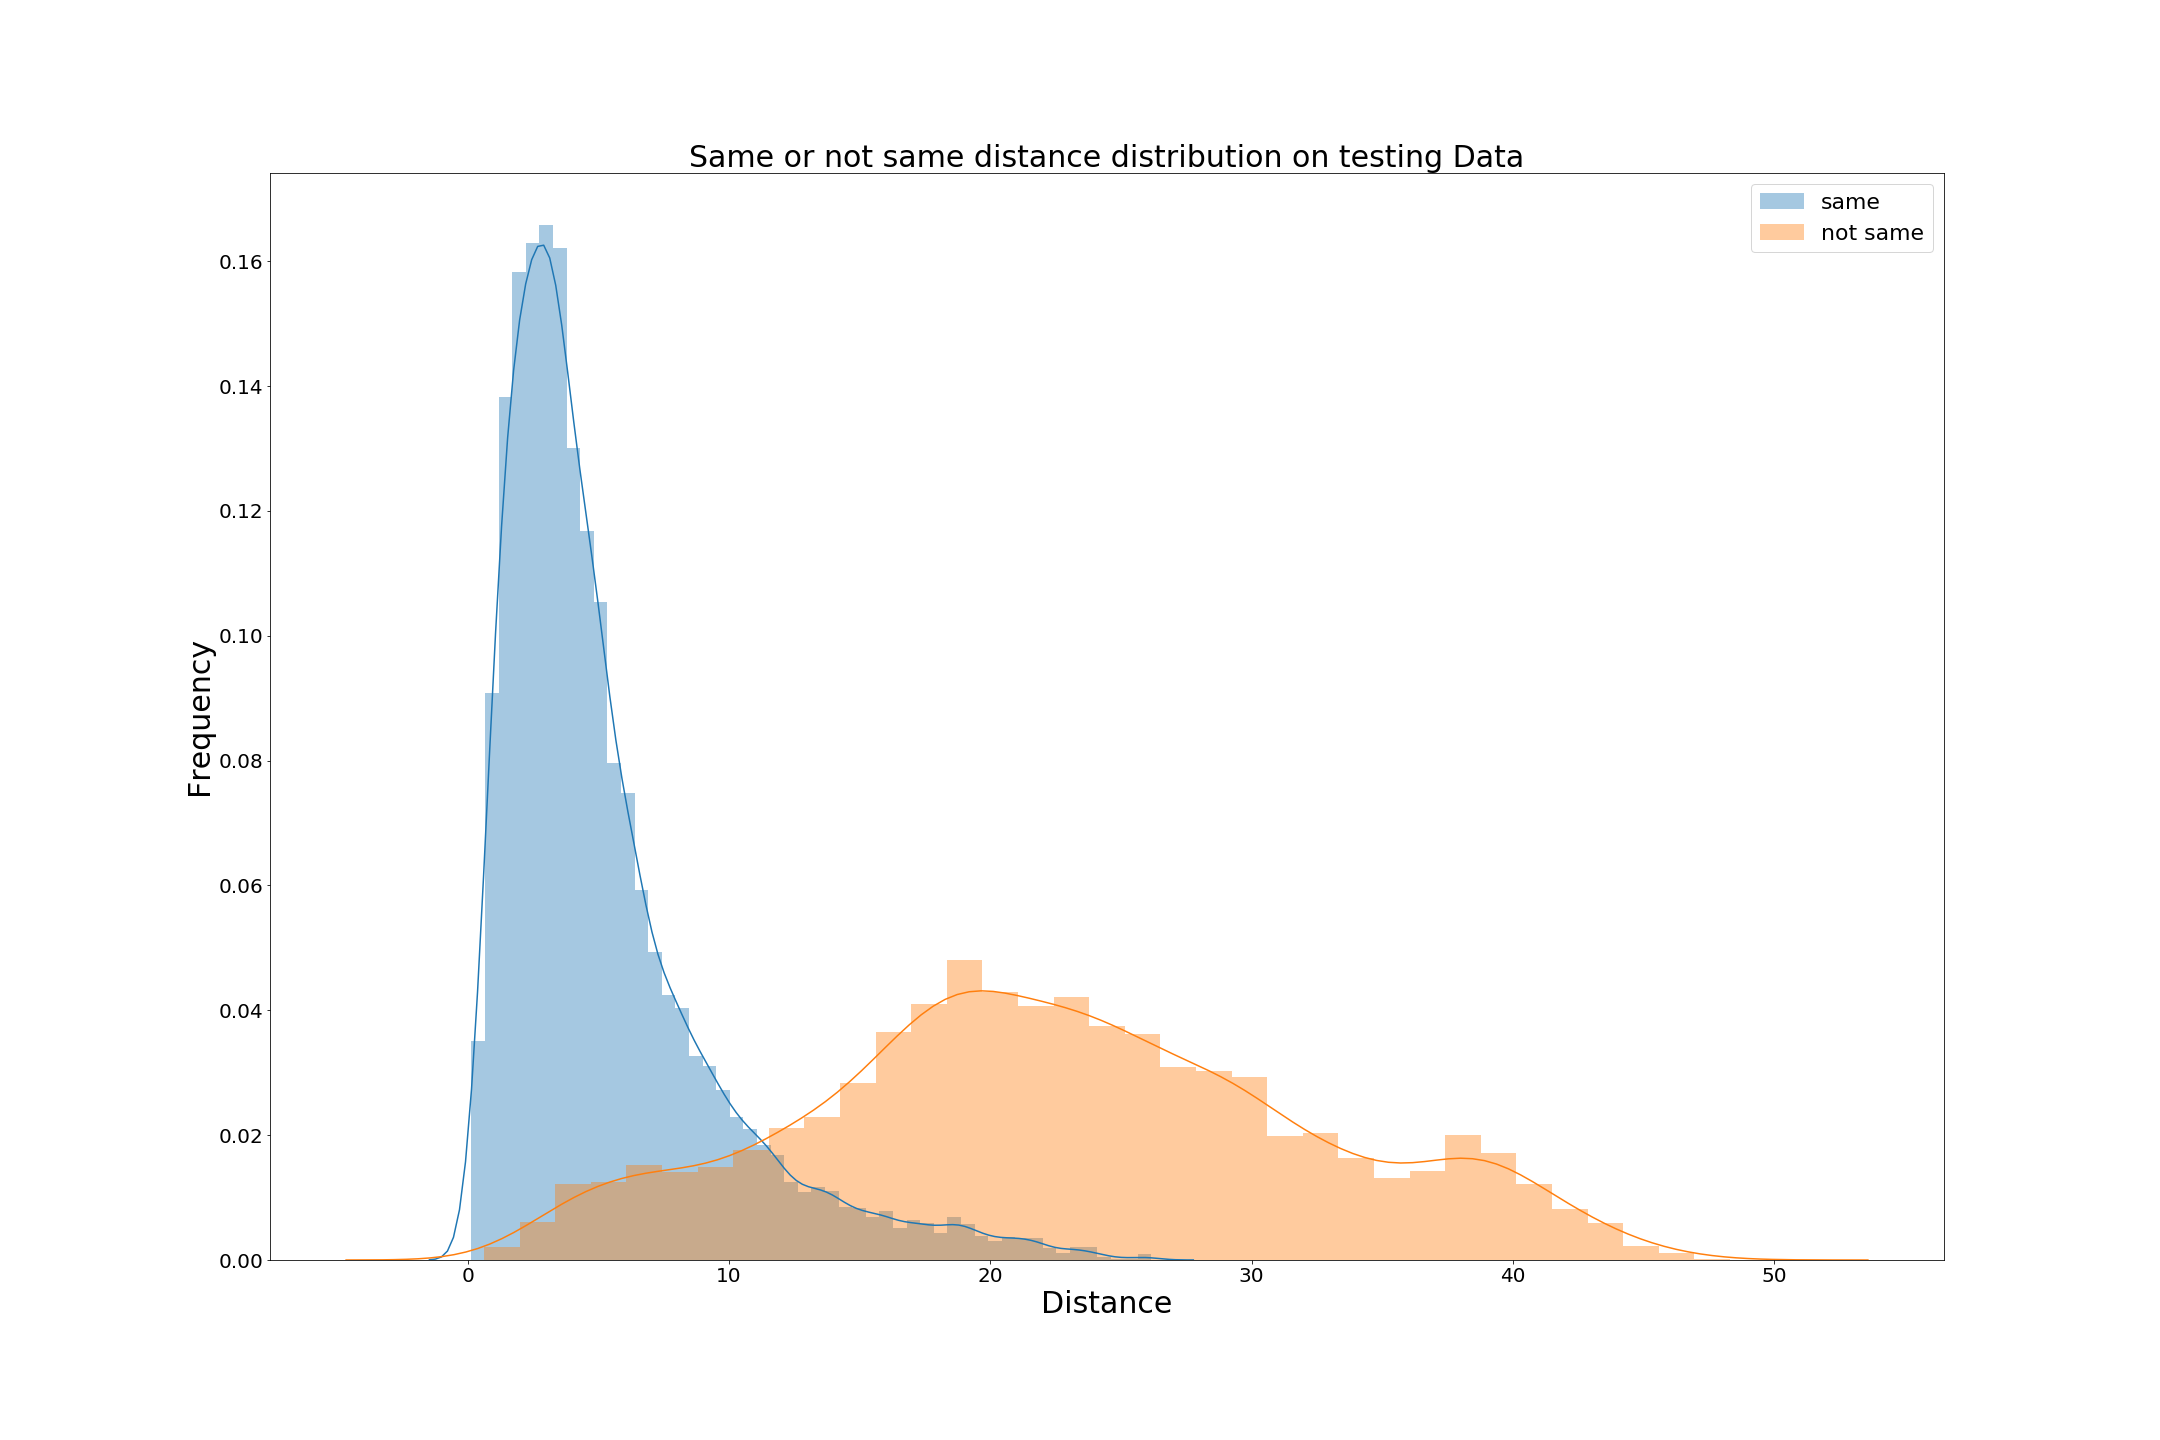 Same or not same distance distribution on testing Data
same
not same
0.16
0.14
0.12
0.10
0.08
0.06
0.04
0.02
0.00
Frequency
0 10 20 30 40 50
Distance